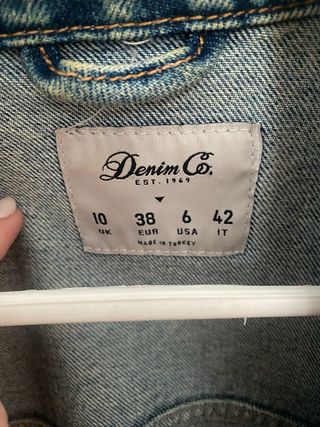 Denim Co.
EST. 1969
10 38 6 42
UK EUR USA IT
MADE IN TURKEY